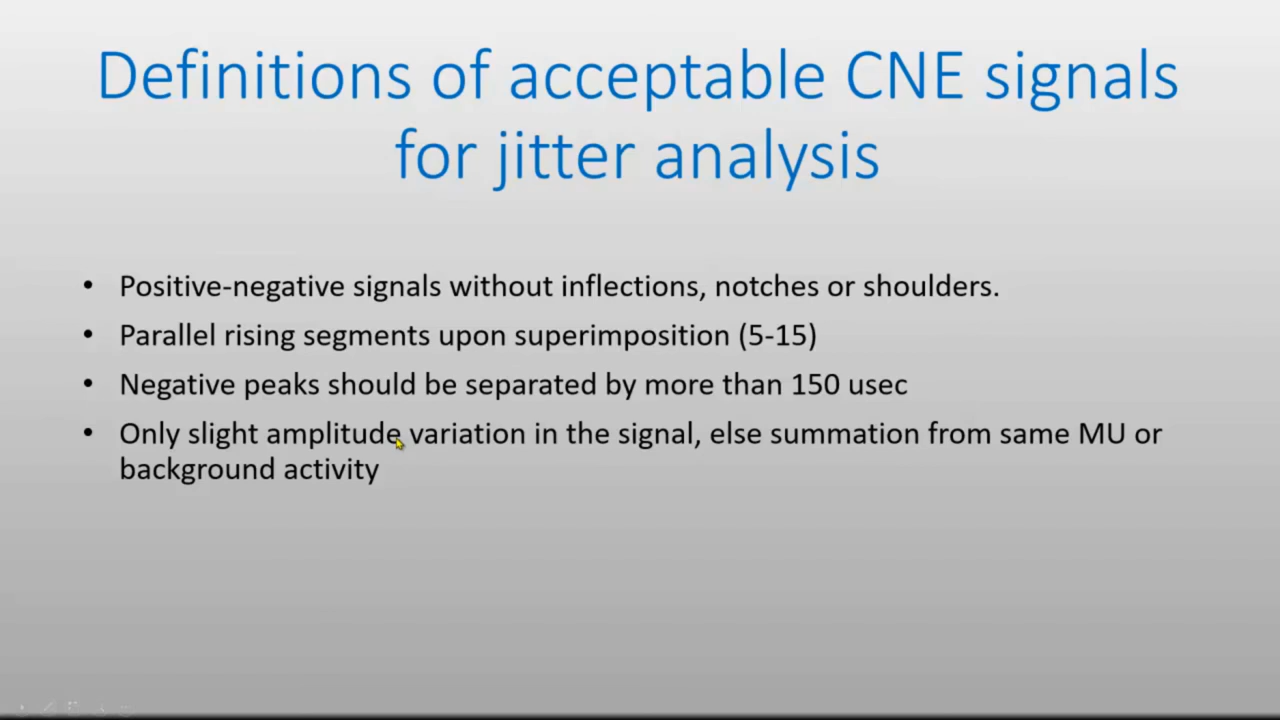 Definitions of acceptable CNE signals
for jitter analysis
• Positive-negative signals without inflections, notches or shoulders.
• Parallel rising segments upon superimposition (5-15)
• Negative peaks should be separated by more than 150 usec
• Only slight amplitude variation in the signal, else summation from same MU or
background activity